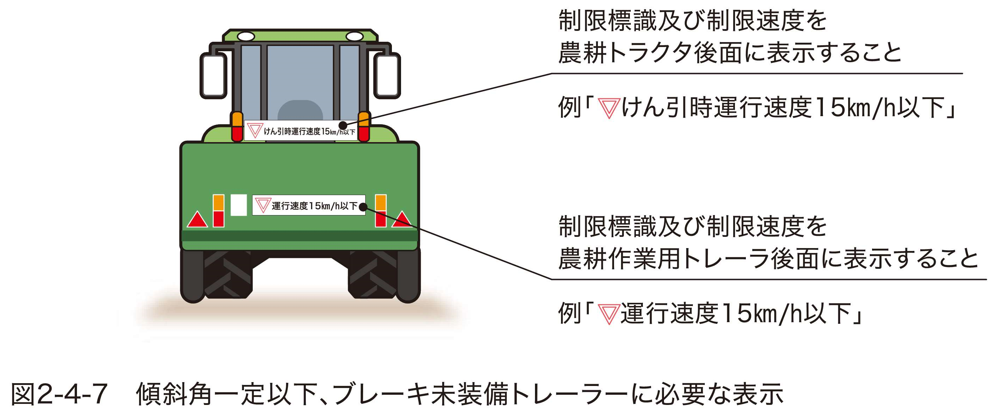 制限標識及び制限速度を
農耕トラクタ後面に表示すること
例「▽けん引時運行速度15km/h以下」
▽けん引時運行速度15km/h以下
▽運行速度15km/h以下
制限標識及び制限速度を
農耕作業用トレーラ後面に表示すること
例「▽運行速度15km/h以下」
図2-4-7　傾斜角一定以下、ブレーキ未装備トレーラーに必要な表示